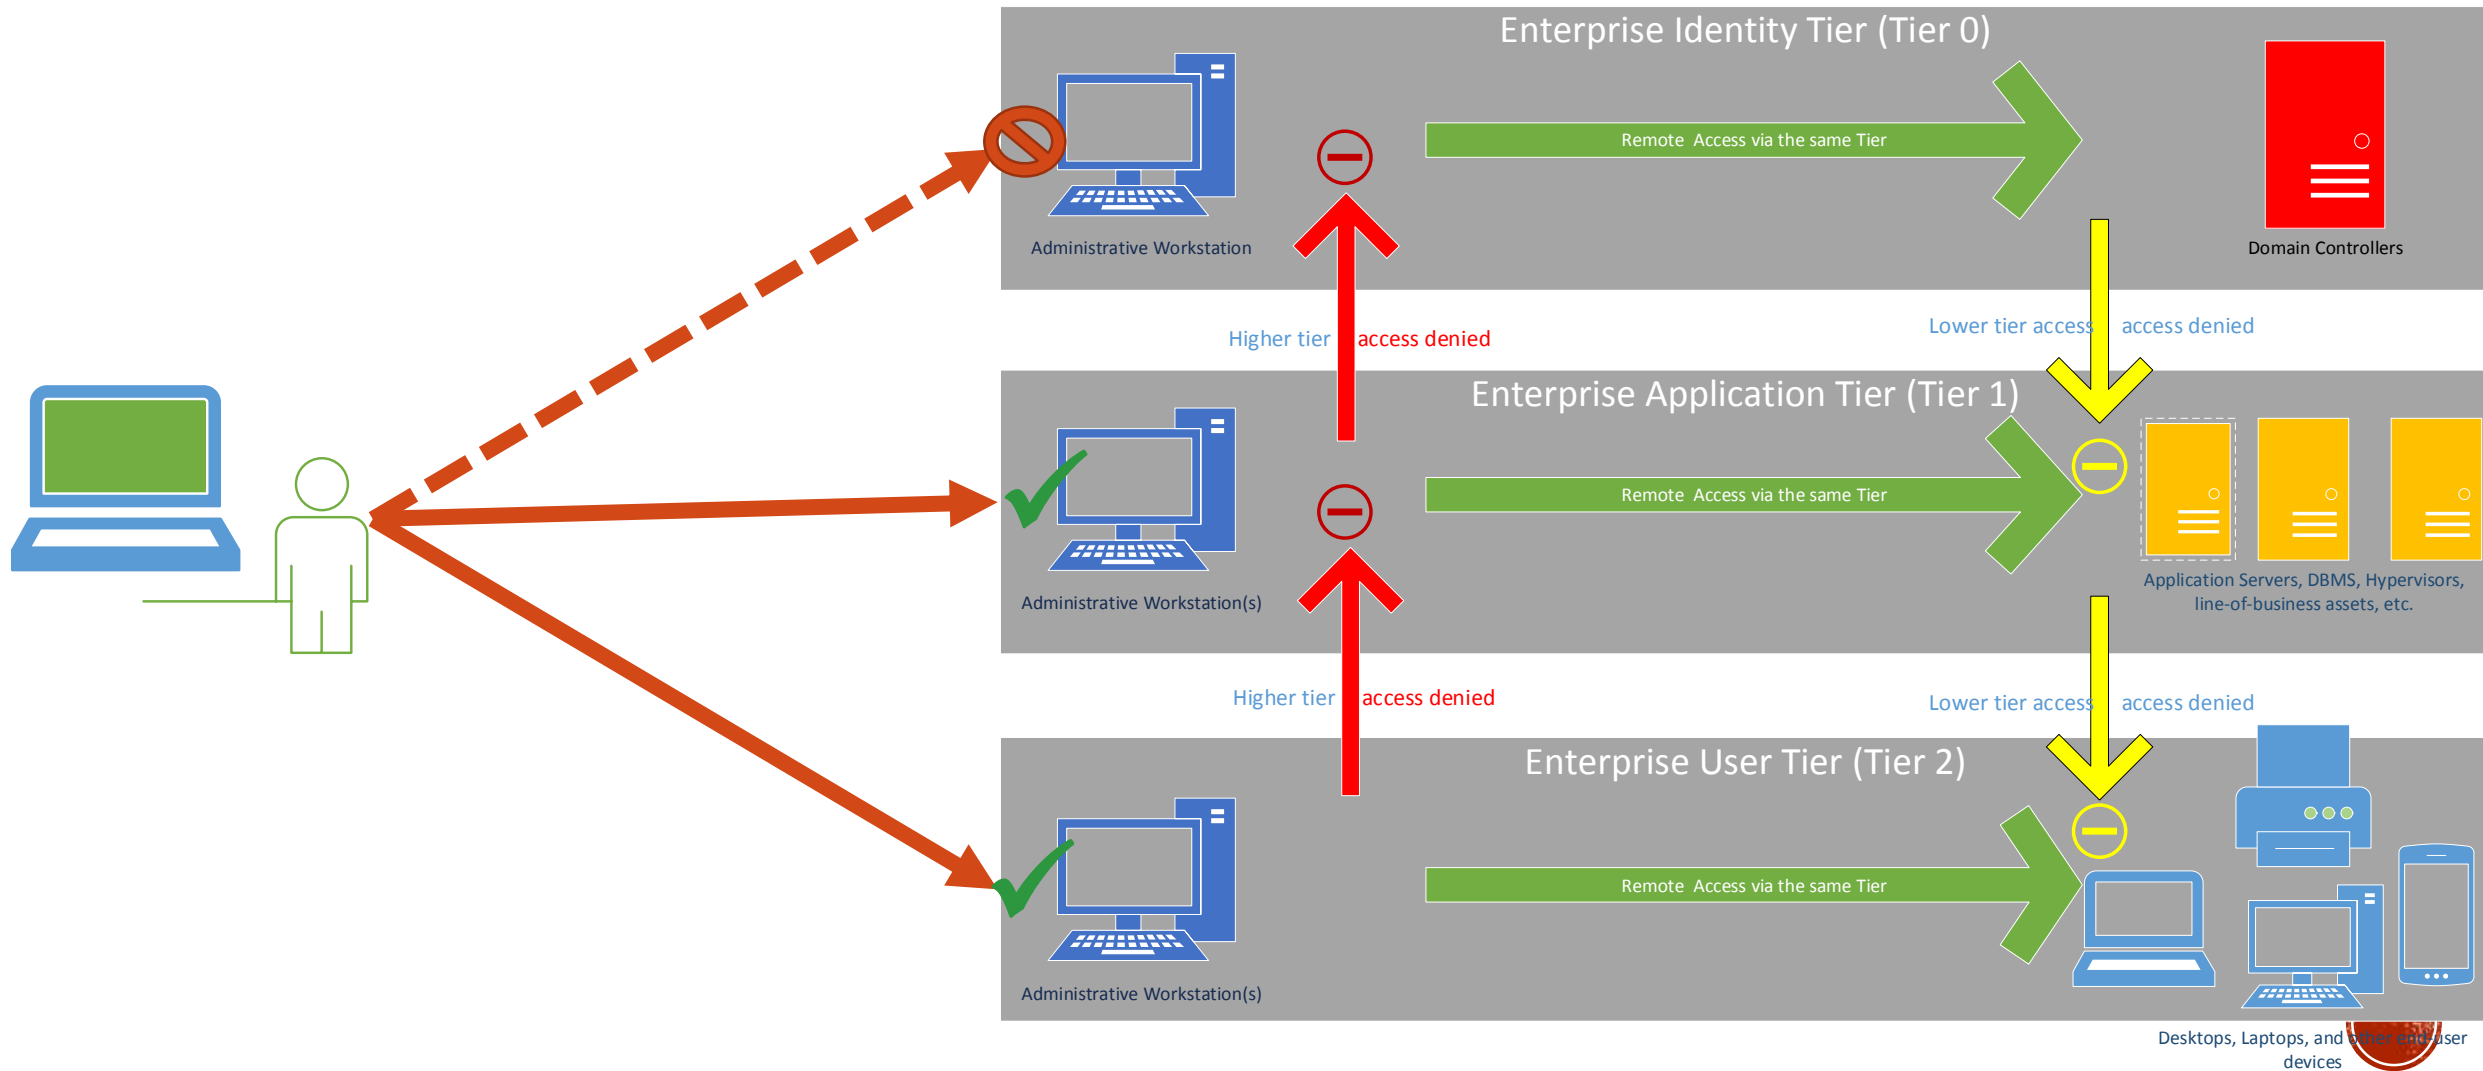 Enterprise Identity Tier (Tier 0)
Remote Access via the same Tier
Administrative Workstation
Domain Controllers
Higher tier access denied
Lower tier access access denied
Enterprise Application Tier (Tier 1)
Remote Access via the same Tier
Administrative Workstation(s)
Application Servers, DBMS, Hypervisors,
line-of-business assets, etc.
Higher tier access denied
Lower tier access access denied
Enterprise User Tier (Tier 2)
Remote Access via the same Tier
Administrative Workstation(s)
Desktops, Laptops, and other end-user
devices